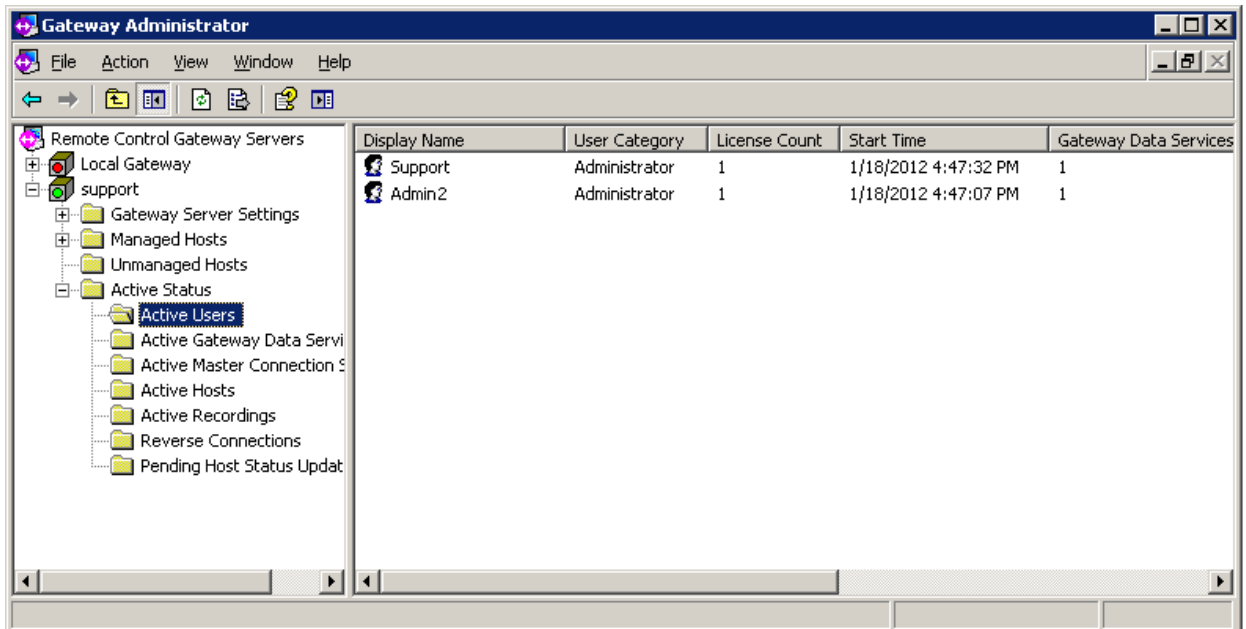 Gateway Administrator
File Action View Window Help
Remote Control Gateway Servers
Local Gateway
support
Gateway Server Settings
Managed Hosts
Unmanaged Hosts
Active Status
Active Users
Active Gateway Data Servi
Active Master Connection S
Active Hosts
Active Recordings
Reverse Connections
Pending Host Status Updat
Display Name User Category License Count Start Time Gateway Data Services
Support Administrator 1 1/18/2012 4:47:32 PM 1
Admin2 Administrator 1 1/18/2012 4:47:07 PM 1